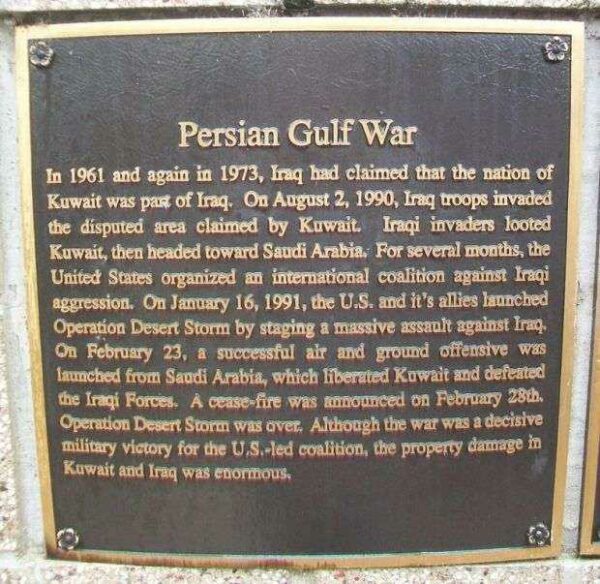 Persian Gulf War
In 1961 and again in 1973, Iraq had claimed that the nation of
Kuwait was part of Iraq. On August 2, 1990, Iraq troops invaded
the disputed area claimed by Kuwait. Iraqi invaders looted
Kuwait, then headed toward Saudi Arabia. For several months, the
United States organized an international coalition against Iraqi
aggression. On January 16, 1991, the U.S. and it's allies launched
Operation Desert Storm by staging a massive assault against Iraq.
On February 23, a successful air and ground offensive was
launched from Saudi Arabia, which liberated Kuwait and defeated
the Iraqi Forces. A cease-fire was announced on February 28th.
Operation Desert Storm was over. Although the war was a decisive
military victory for the U.S.-led coalition, the property damage in
Kuwait and Iraq was enormous.